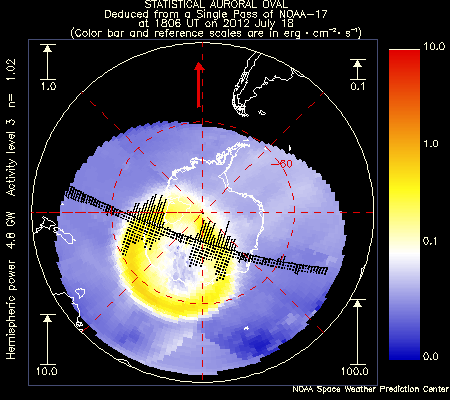 STATISTICAL AURORAL OVAL
Deduced from a Single Pass of NOAA-17
at 1806 UT on 2012 July 18
(Color bar and reference scales are in erg·cm⁻²·s⁻¹)
1.0
0.1
10.0
1.0
0.1
0.0
-60
Hemispheric power 4.8 GW Activity level 3 n= 1.02
10.0
100.0
NOAA Space Weather Prediction Center